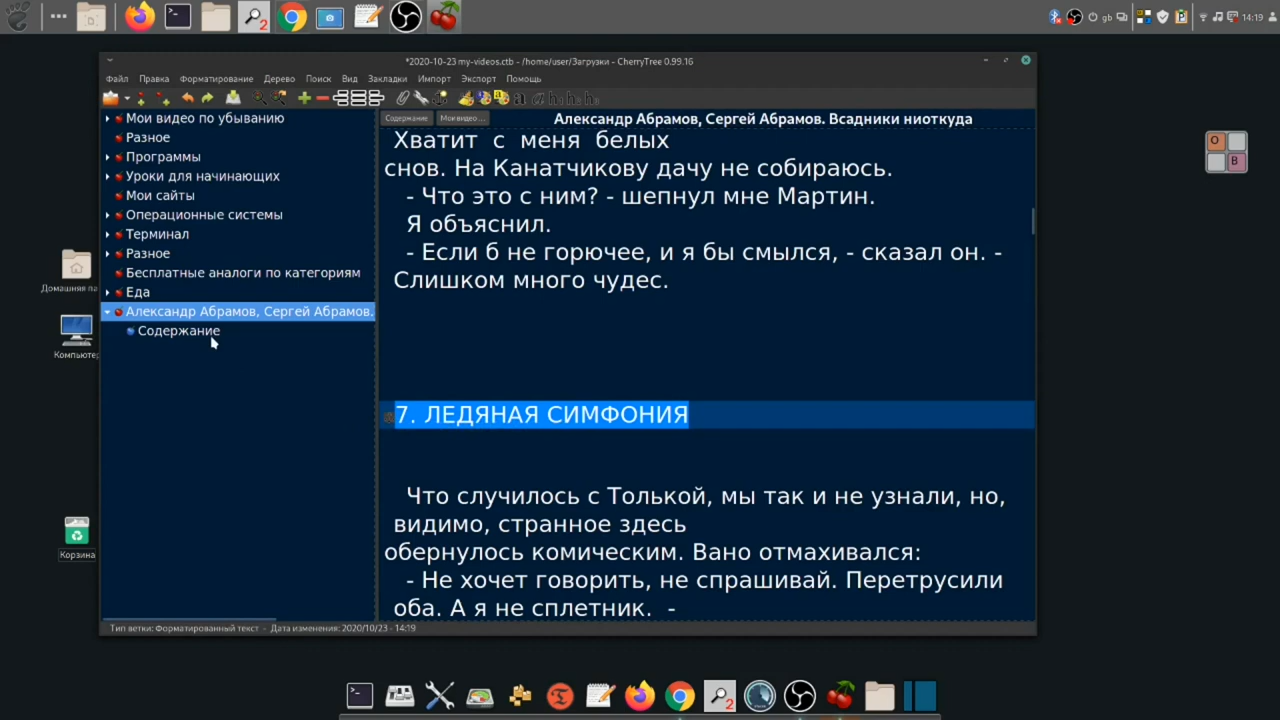 2
gb
14:19
*2020-10-23 my-videos.ctb - /home/user/Загрузки - CherryTree 0.99.16
Файл Правка Форматирование Дерево Поиск Вид Закладки Импорт Экспорт Помощь
Мои видео по убыванию
Разное
Программы
Уроки для начинающих
Мои сайты
Операционные системы
Терминал
Разное
Бесплатные аналоги по категориям
Еда
Александр Абрамов, Сергей Абрамов.
Содержание
Содержание Мои видео ...
Александр Абрамов, Сергей Абрамов. Всадники ниоткуда
Хватит с меня белых
снов. На Канатчикову дачу не собираюсь.
- Что это с ним? - шепнул мне Мартин.
Я объяснил.
- Если б не горючее, и я бы смылся, - сказал он. -
Слишком много чудес.
7. ЛЕДЯНАЯ СИМФОНИЯ
Что случилось с Толькой, мы так и не узнали, но,
видимо, странное здесь
обернулось комическим. Вано отмахивался:
- Не хочет говорить, не спрашивай. Перетрусили
оба. А я не сплетник. -
Тип ветки: Форматированный текст - Дата изменения: 2020/10/23 - 14:19
Домашняя па
Компьютер
Корзина
O
B
2